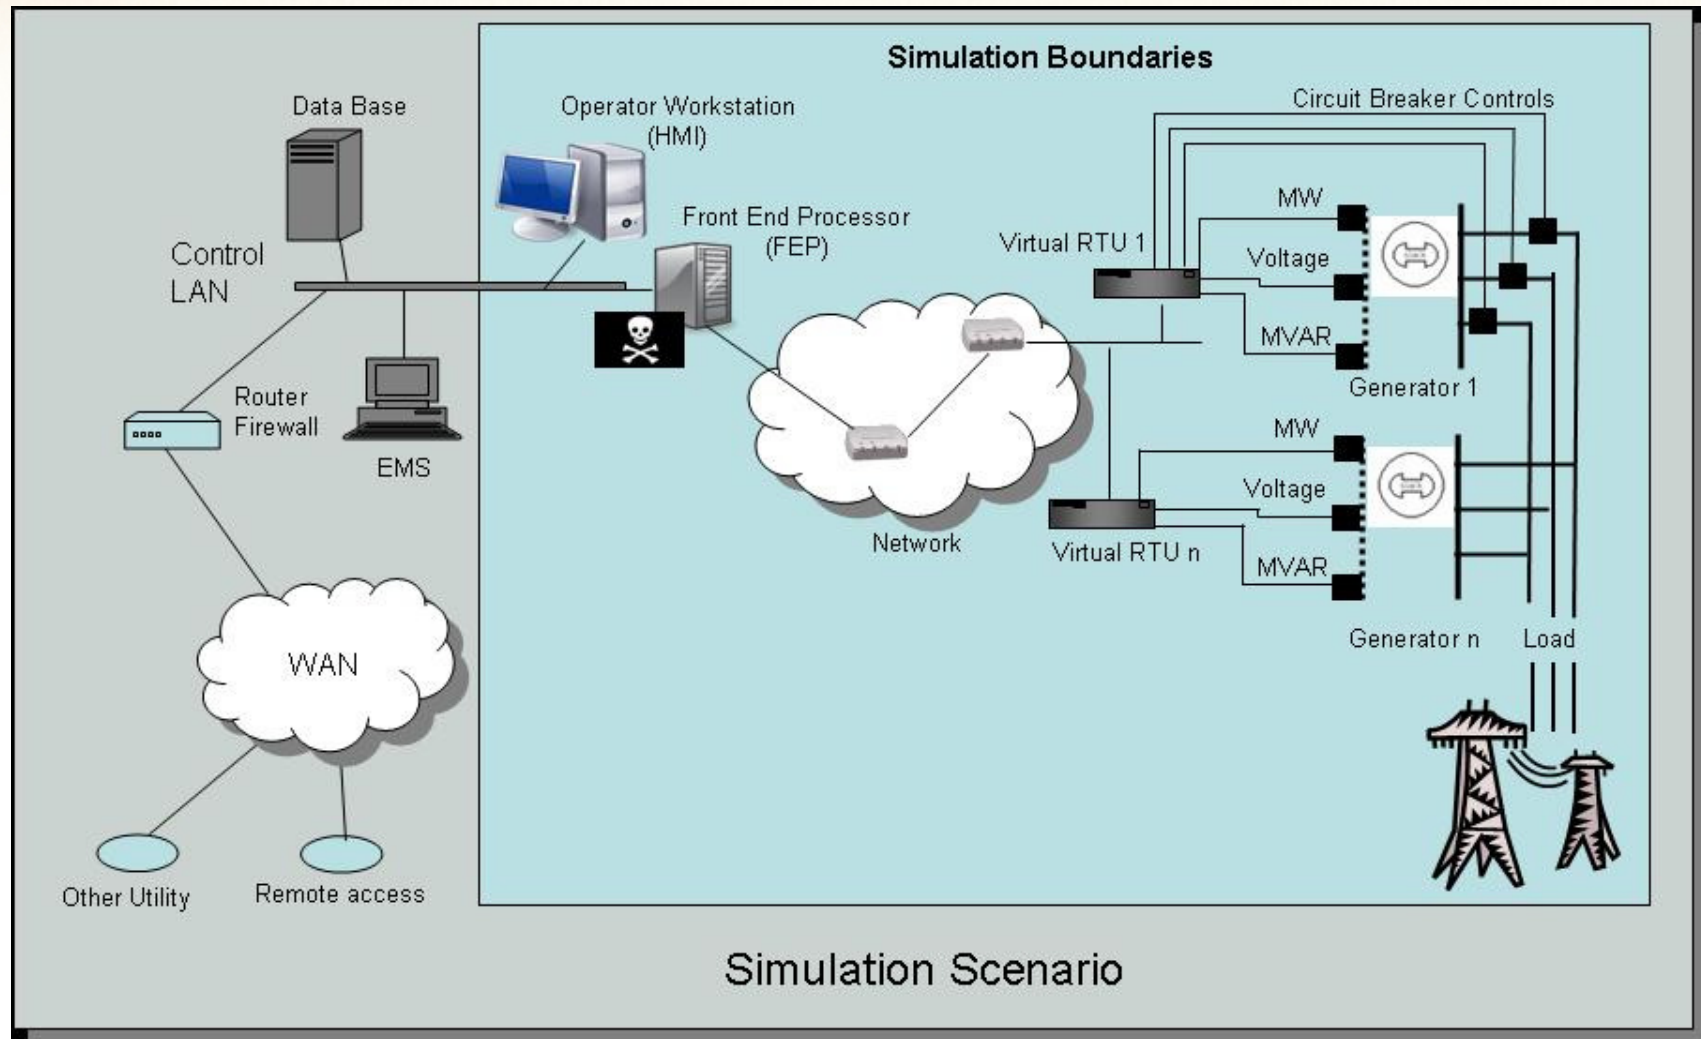 Simulation Boundaries
Data Base
Operator Workstation
(HMI)
Circuit Breaker Controls
Front End Processor
(FEP)
Control
LAN
Virtual RTU 1
MW
Voltage
MVAR
Generator 1
Router
Firewall
EMS
Network
Virtual RTU n
MW
Voltage
MVAR
Generator n
Load
WAN
Other Utility
Remote access
Simulation Scenario